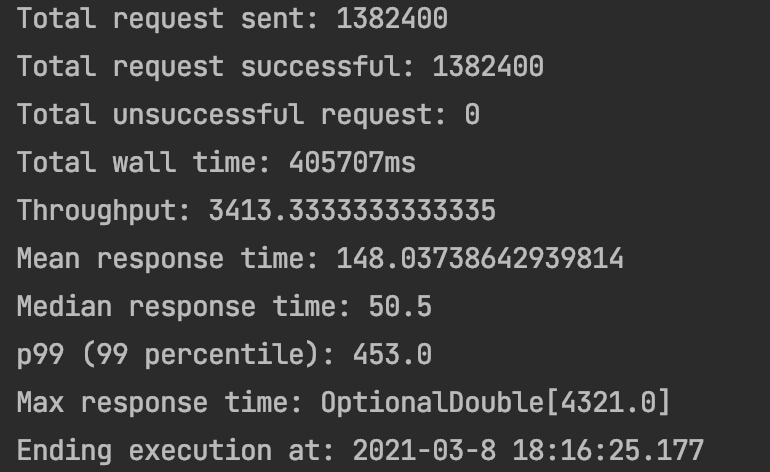 Total request sent: 1382400
Total request successful: 1382400
Total unsuccessful request: 0
Total wall time: 405707ms
Throughput: 3413.3333333333335
Mean response time: 148.03738642939814
Median response time: 50.5
p99 (99 percentile): 453.0
Max response time: OptionalDouble[4321.0]
Ending execution at: 2021-03-8 18:16:25.177